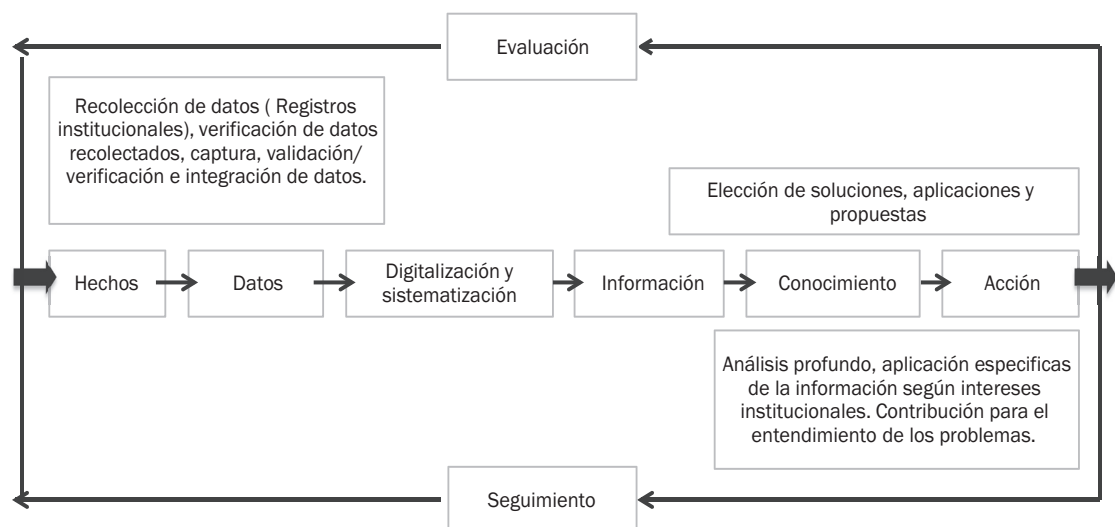 Evaluación
Recolección de datos ( Registros
institucionales), verificación de datos
recolectados, captura, validación/
verificación e integración de datos.
Elección de soluciones, aplicaciones y
propuestas
Hechos
Datos
Digitalización y
sistematización
Información
Conocimiento
Acción
Análisis profundo, aplicación especificas
de la información según intereses
institucionales. Contribución para el
entendimiento de los problemas.
Seguimiento